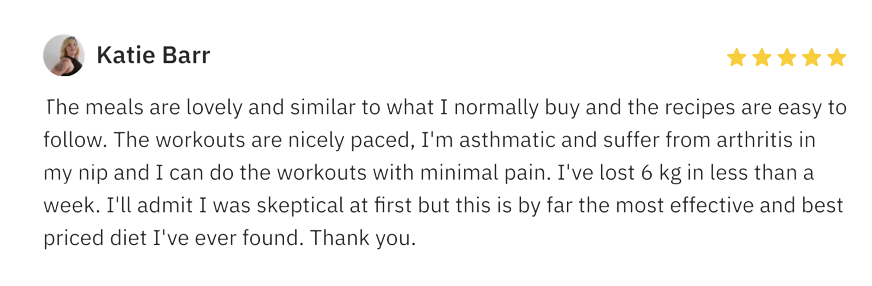 Katie Barr
The meals are lovely and similar to what I normally buy and the recipes are easy to
follow. The workouts are nicely paced, I'm asthmatic and suffer from arthritis in
my nip and I can do the workouts with minimal pain. I've lost 6 kg in less than a
week. I'll admit I was skeptical at first but this is by far the most effective and best
priced diet I've ever found. Thank you.